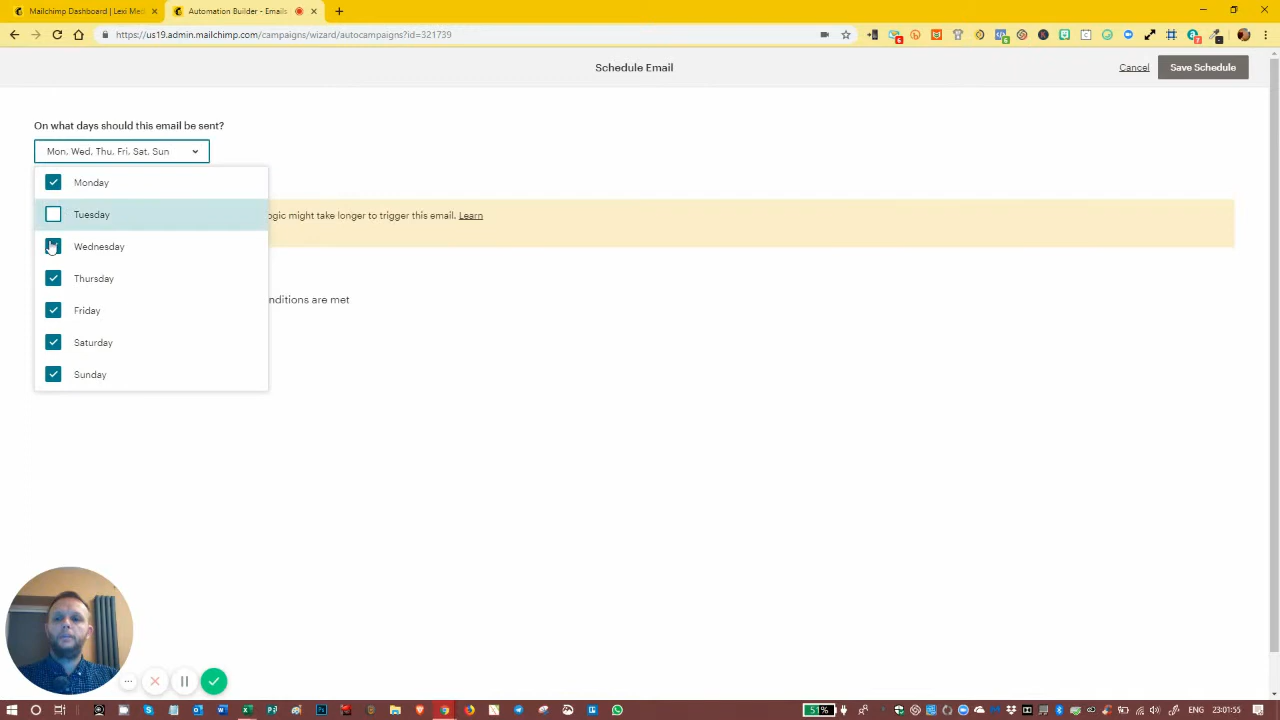 Mailchimp Dashboard | Lexi Met
Automation Builder - Emails
https://us19.admin.mailchimp.com/campaigns/wizard/autocampaigns?id=321739
Schedule Email
Cancel
Save Schedule
On what days should this email be sent?
Mon, Wed, Thu, Fri, Sat, Sun
Monday
Tuesday
ogic might take longer to trigger this email. Learn
Wednesday
Thursday
nditions are met
Friday
Saturday
Sunday
51%
ENG
23:01:55